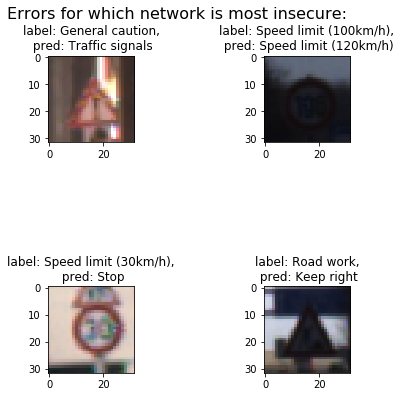 Errors for which network is most insecure:
label: General caution,
pred: Traffic signals
0
10
20
30
0
20
label: Speed limit (100km/h),
pred: Speed limit (120km/h)
0
10
20
30
0
20
label: Speed limit (30km/h),
pred: Stop
0
10
20
30
0
20
label: Road work,
pred: Keep right
0
10
20
30
0
20